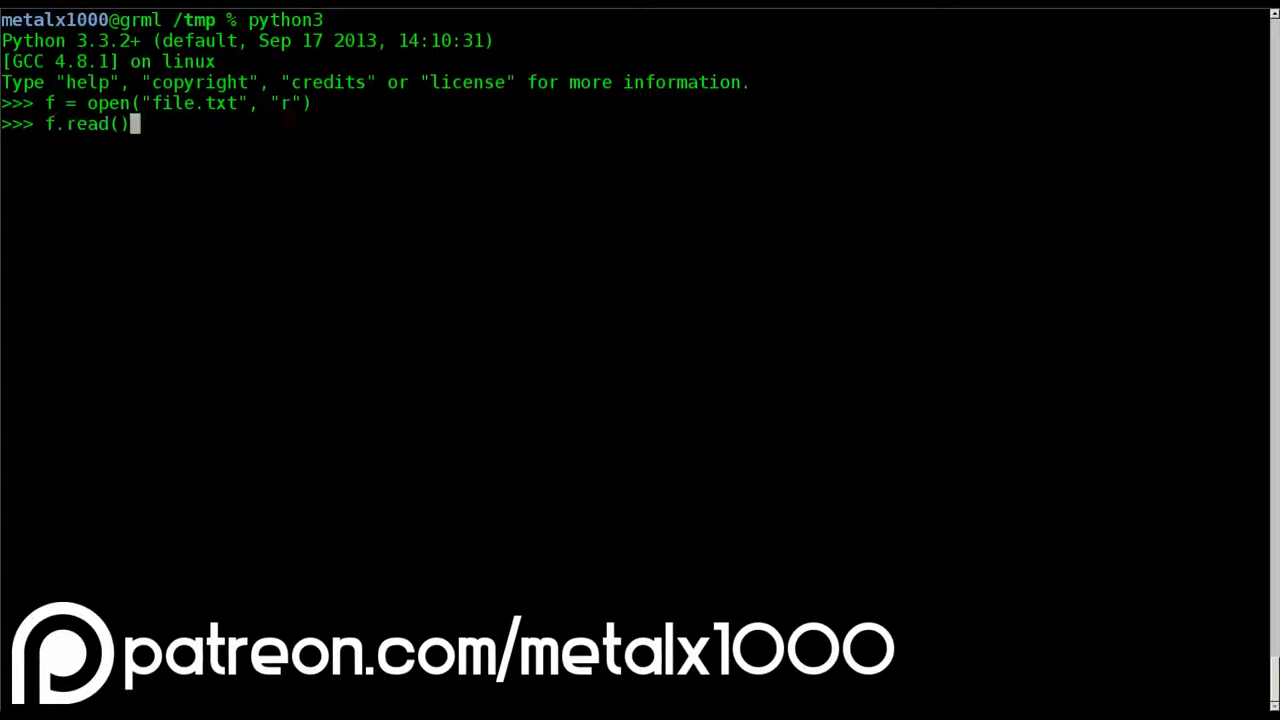 metalx1000@grml /tmp % python3
Python 3.3.2+ (default, Sep 17 2013, 14:10:31)
[GCC 4.8.1] on linux
Type "help", "copyright", "credits" or "license" for more information.
>>> f = open("file.txt", "r")
>>> f.read()
patreon.com/metalx1000